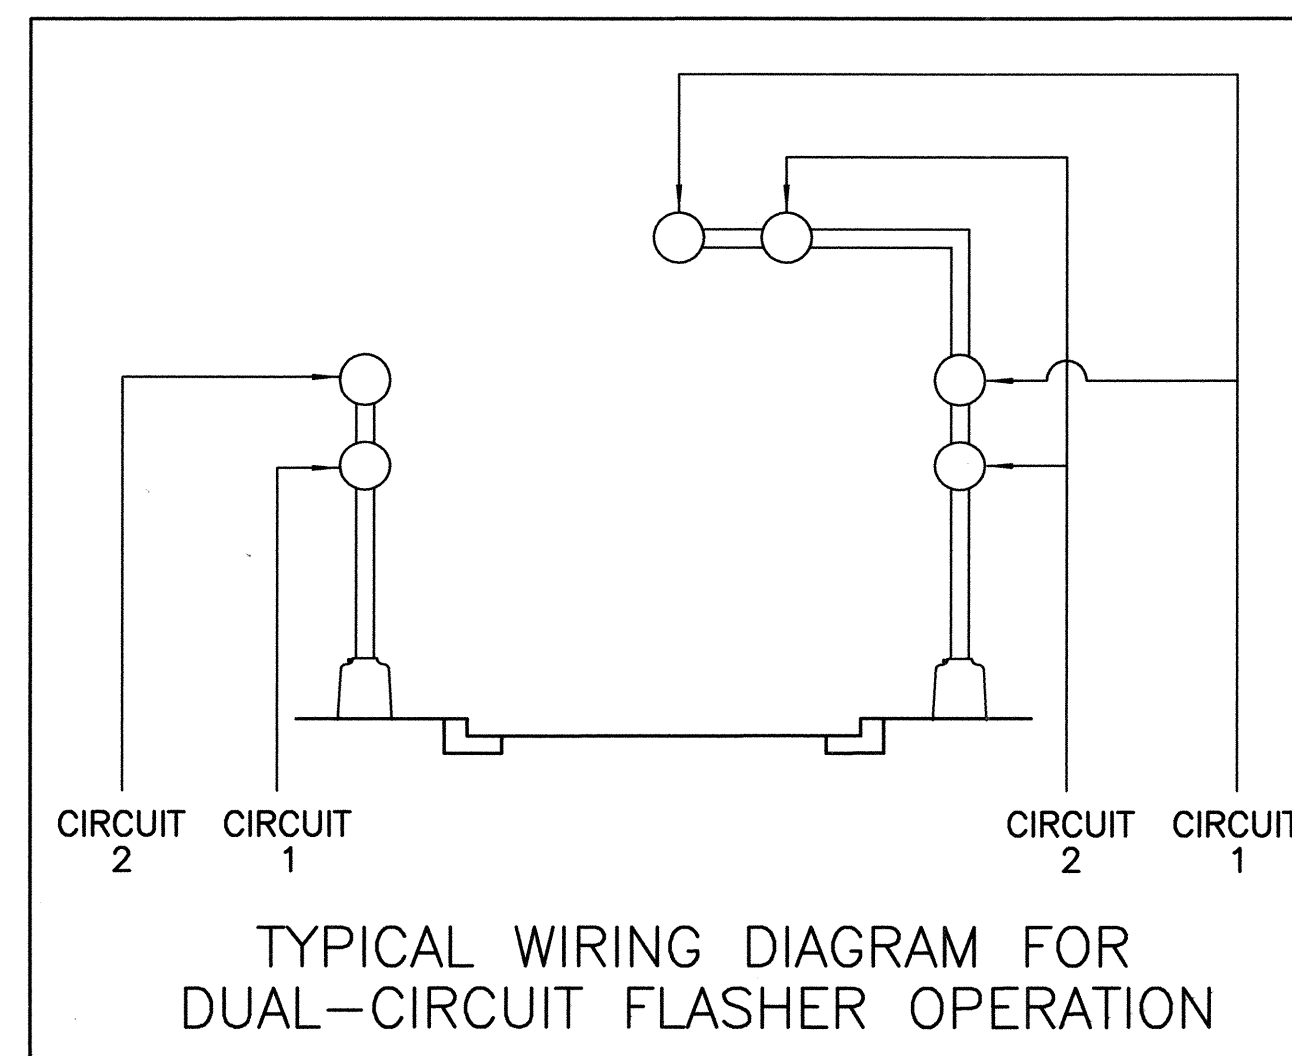 CIRCUIT
2
CIRCUIT
1
CIRCUIT
2
CIRCUIT
1
TYPICAL WIRING DIAGRAM FOR
DUAL-CIRCUIT FLASHER OPERATION